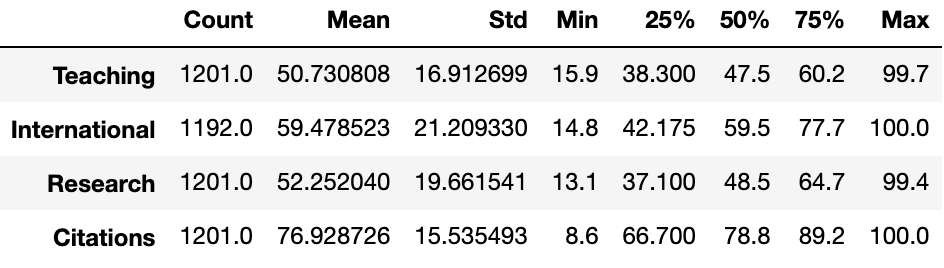 Count Mean Std Min 25% 50% 75% Max
Teaching 1201.0 50.730808 16.912699 15.9 38.300 47.5 60.2 99.7
International 1192.0 59.478523 21.209330 14.8 42.175 59.5 77.7 100.0
Research 1201.0 52.252040 19.661541 13.1 37.100 48.5 64.7 99.4
Citations 1201.0 76.928726 15.535493 8.6 66.700 78.8 89.2 100.0